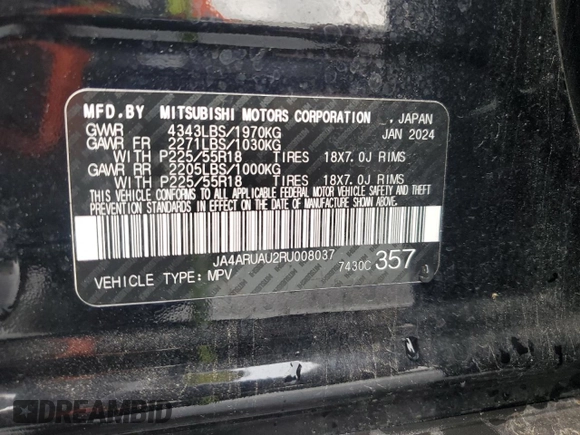 MFD.BY MITSUBISHI MOTORS CORPORATION _, JAPAN
GVWR 4343LBS/1970KG JAN 2024
GAWR FR 2271LBS/1030KG
WITH P225/55R18 TIRES 18X7.0J RIMS
GAWR RR 2205LBS/1000KG
WITH P225/55R18 TIRES 18X7.0J RIMS
THIS VEHICLE CONFORMS TO ALL APPLICABLE FEDERAL MOTOR VEHICLE SAFETY AND THEFT
PREVENTION STANDARDS IN EFFECT ON THE DATE OF MANUFACTURE SHOWN ABOVE.
JA4ARUAU2RU008037
VEHICLE TYPE: MPV 7430C 357 J
DREAMBID